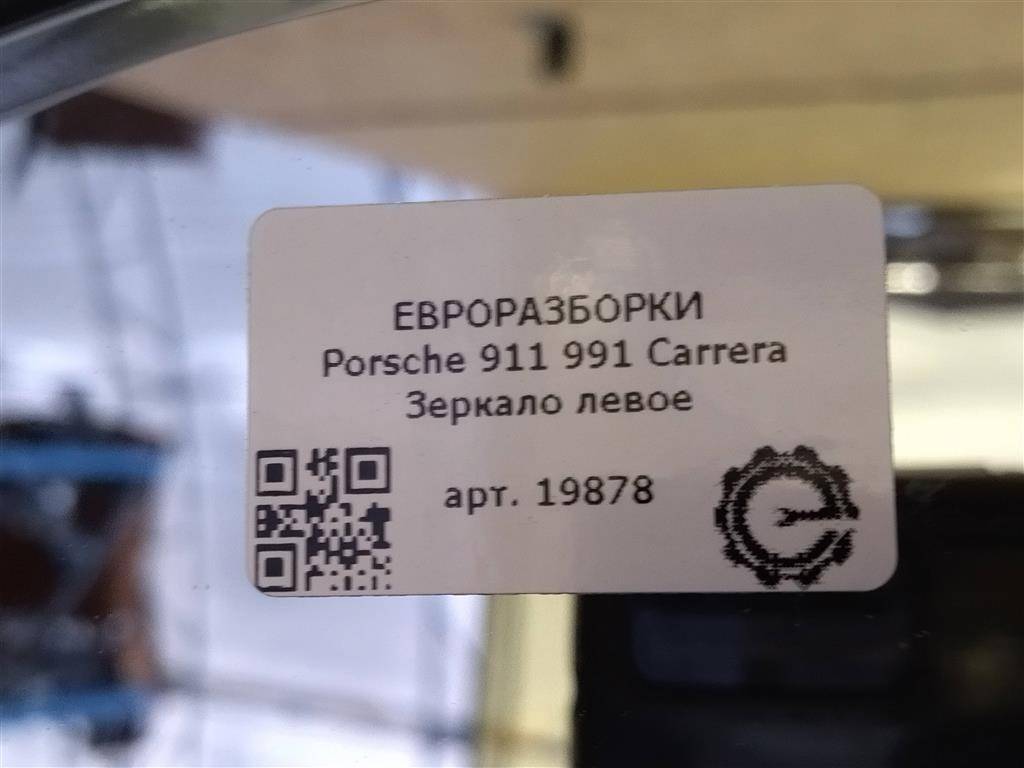 ЕВРОРАЗБОРКИ
Porsche 911 991 Carrera
Зеркало левое
арт. 19878